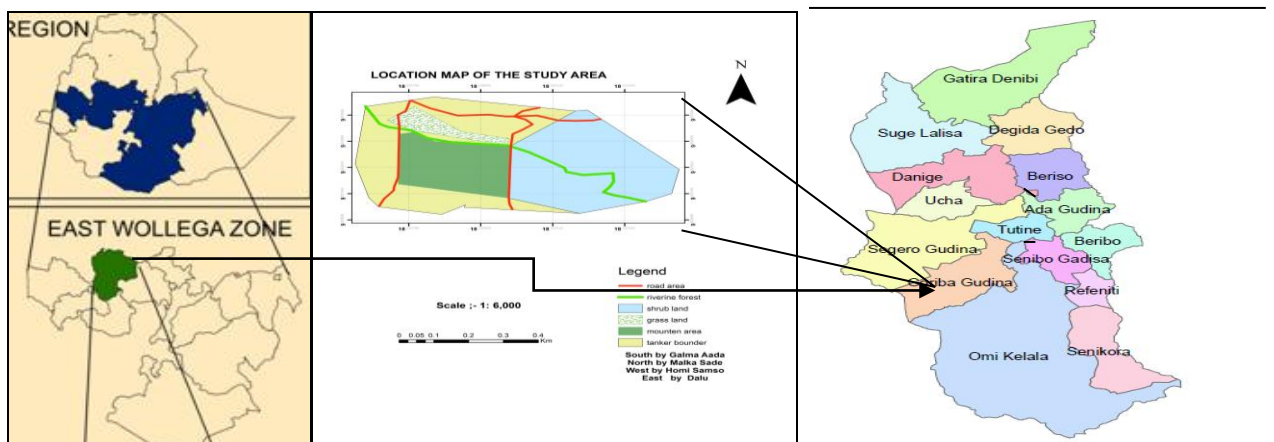 REGION
EAST WOLLEGA ZONE
LOCATION MAP OF THE STUDY AREA
N
Scale ;- 1: 6,000
0 0.05 0.1 0.2 0.3 0.4
Km
Legend
road area
riverine forest
shrub land
grass land
mounten area
tanker bounder
South by Galma Aada
North by Malka Sade
West by Homi Samso
East by Dalu
Gatira Denibi
Suge Lalisa
Degida Gedo
Danige
Beriso
Ucha
Ada Gudina
Tutine
Beribo
Segero Gudina
Senibo Gadisa
Gudina
Refeniti
Omi Kelala
Senikora